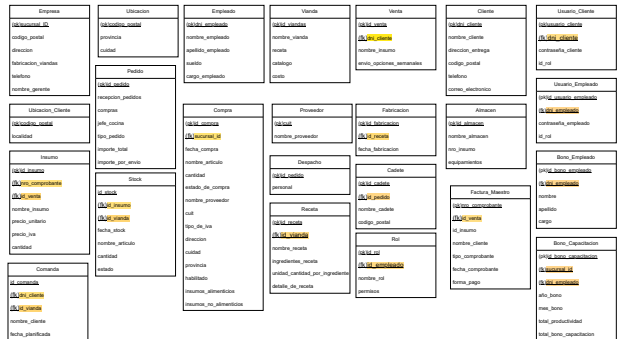 Empresa
(pk)sucursal_ID
codigo_postal
direccion
fabricacion_viandas
telefono
nombre_gerente
Ubicacion
(pk)codigo_postal
provincia
cuidad
Empleado
(pk)dni_empleado
nombre_empleado
apellido_empleado
sueldo
cargo_empleado
Vianda
(pk)id_viandas
nombre_vianda
receta
catalogo
costo
Venta
(pk)id_venta
(fk)dni_cliente
nombre_insumo
envio_opciones_semanales
Cliente
(pk)dni_cliente
nombre_cliente
direccion_entrega
codigo_postal
telefono
correo_electronico
Usuario_Cliente
(pk)usuario_cliente
(fk)dni_cliente
contraseña_cliente
id_rol
Pedido
(pk)id_pedido
recepcion_pedidos
compras
jefe_cocina
tipo_pedido
importe_total
importe_por_envio
Usuario_Empleado
(pk)id_usuario_empleado
(fk)dni_empleado
contraseña_empleado
id_rol
Ubicacion_Cliente
(pk)codigo_postal
localidad
Compra
(pk)id_compra
(fk)sucursal_id
fecha_compra
nombre_articulo
cantidad
estado_de_compra
nombre_proveedor
cuit
tipo_de_iva
direccion
cuidad
provincia
habilitado
insumos_alimenticios
insumos_no_alimenticios
Proveedor
(pk)cuit
nombre_proveedor
Fabricacion
(pk)id_fabricacion
(fk)id_receta
fecha_fabricacion
Almacen
(pk)id_almacen
nombre_almacen
nro_insumo
equipamientos
Insumo
(pk)id_insumo
(fk)nro_comprobante
(fk)id_venta
nombre_insumo
precio_unitario
precio_iva
cantidad
Stock
id_stock
(fk)id_insumo
(fk)id_vianda
fecha_stock
nombre_articulo
cantidad
estado
Despacho
(pk)id_pedido
personal
Cadete
(pk)id_cadete
(fk)id_pedido
nombre_cadete
codigo_postal
Bono_Empleado
(pk)id_bono_empleado
(fk)dni_empleado
nombre
apellido
cargo
Factura_Maestro
(pk)nro_comprobante
(fk)id_venta
id_insumo
nombre_cliente
tipo_comprobante
fecha_comprobante
forma_pago
Receta
(pk)id_receta
(fk)id_vianda
nombre_receta
ingredientes_receta
unidad_cantidad_por_ingrediente
detalle_de_receta
Rol
(pk)id_rol
(fk)id_empleado
nombre_rol
permisos
Bono_Capacitacion
(pk)id_bono_capacitacion
(fk)sucursal_id
(fk)dni_empleado
año_bono
mes_bono
total_productividad
total_bono_capacitacion
Comanda
id_comanda
(fk)dni_cliente
(fk)id_vianda
nombre_cliente
fecha_planificada